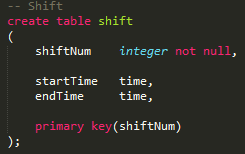 -- Shift
create table shift
(
shiftNum integer not null,
startTime time,
endTime time,
primary key(shiftNum)
);